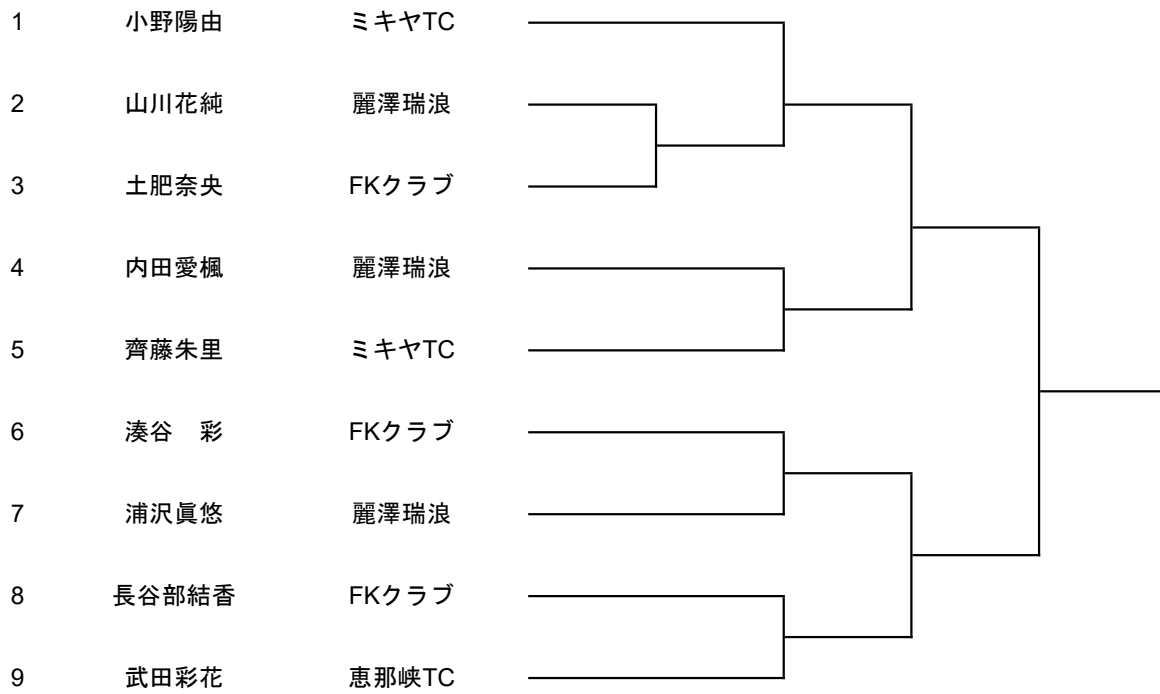 1 小野陽由 ミキヤTC
2 山川花純 麗澤瑞浪
3 土肥奈央 FKクラブ
4 内田愛楓 麗澤瑞浪
5 齊藤朱里 ミキヤTC
6 湊谷　彩 FKクラブ
7 浦沢眞悠 麗澤瑞浪
8 長谷部結香 FKクラブ
9 武田彩花 恵那峡TC